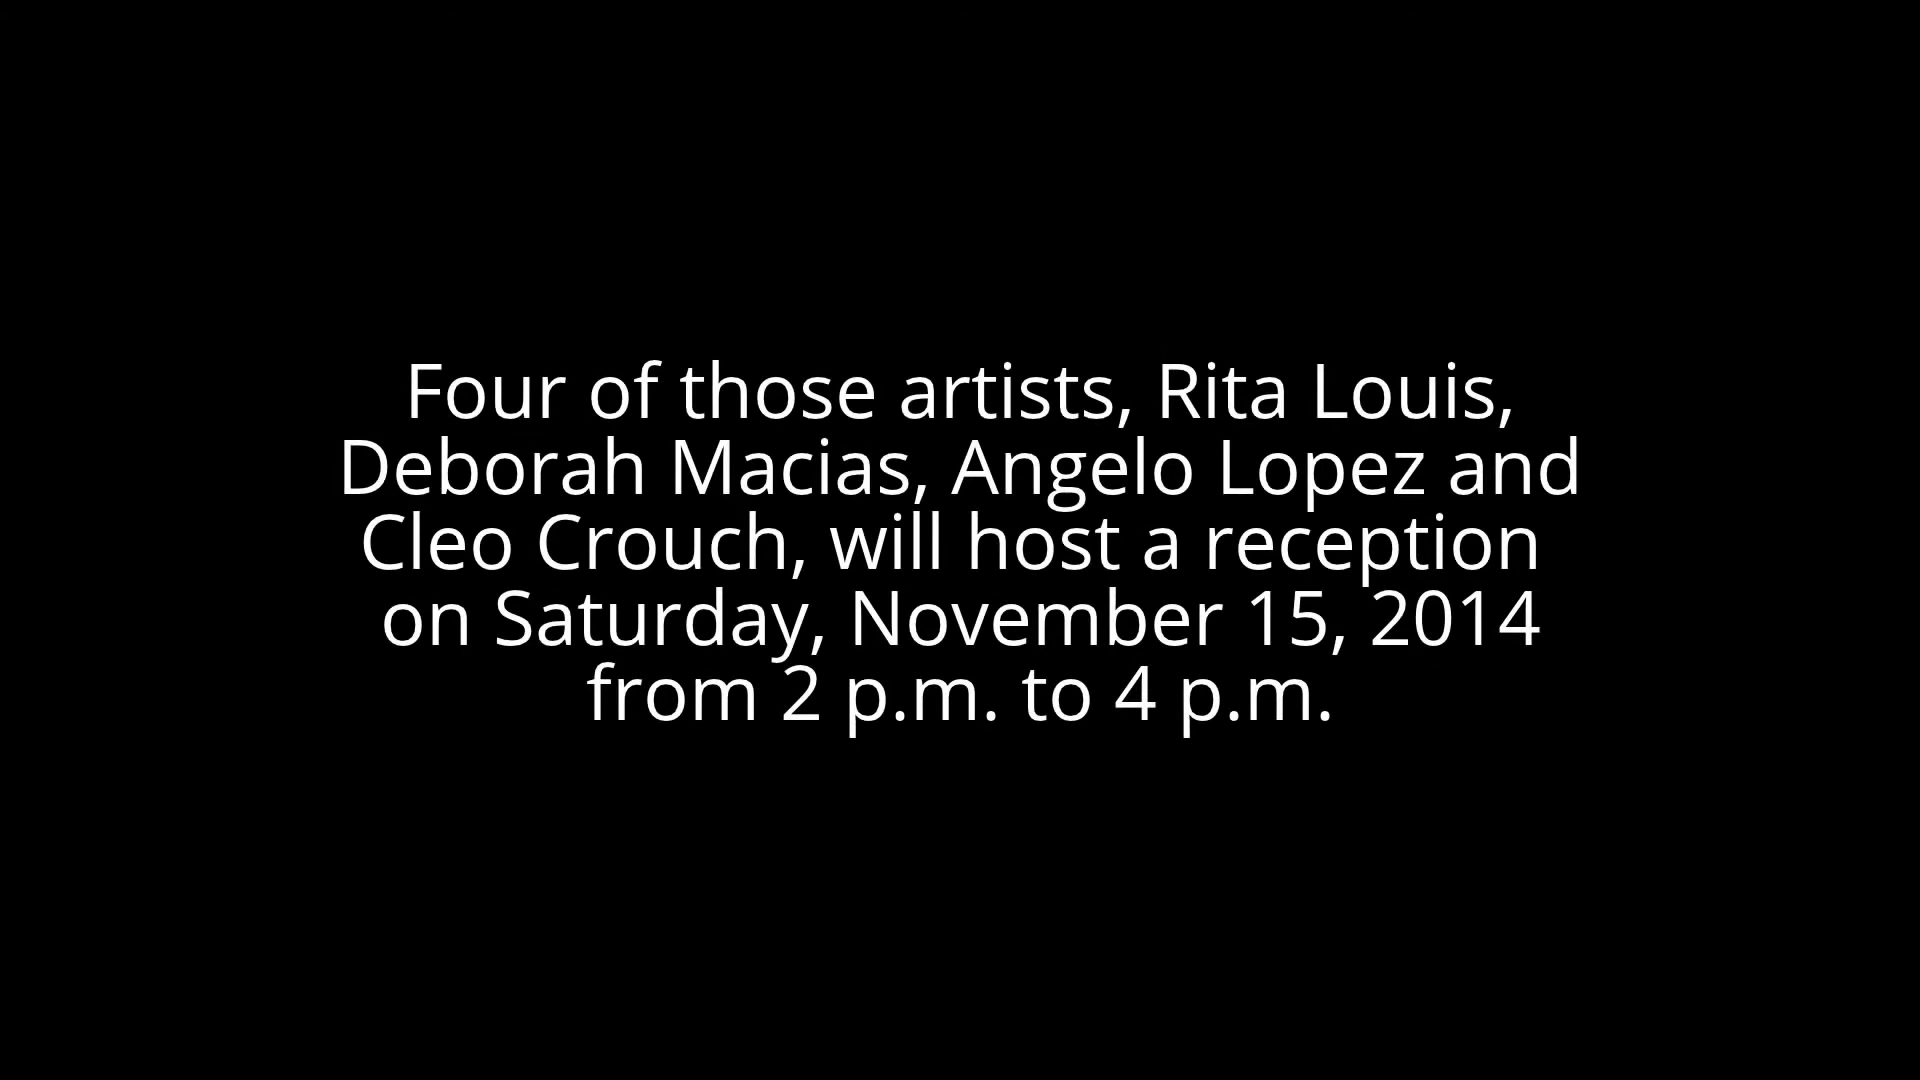 Four of those artists, Rita Louis,
Deborah Macias, Angelo Lopez and
Cleo Crouch, will host a reception
on Saturday, November 15, 2014
from 2 p.m. to 4 p.m.